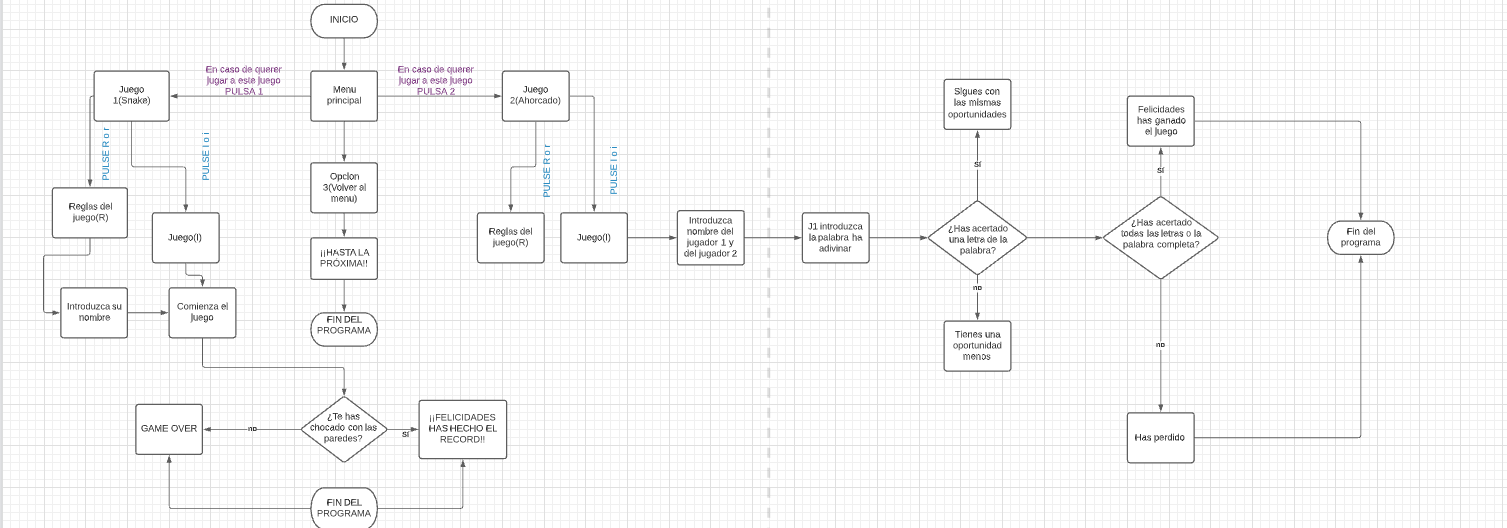 INICIO
En caso de querer
jugar a este juego
PULSA 1
En caso de querer
jugar a este juego
PULSA 2
Juego
1(Snake)
Menu
principal
Juego
2(Ahorcado)
PULSE R o r
PULSE I o i
PULSE R o r
PULSE I o i
Opcion
3(Volver al
menu)
Reglas del
juego(R)
Juego(I)
¡¡HASTA LA
PRÓXIMA!!
Reglas del
juego(R)
Juego(I)
Introduzca
nombre del
jugador 1 y
del jugador 2
Introduzca su
nombre
Comienza el
juego
FIN DEL
PROGRAMA
GAME OVER
no
¿Te has
chocado con las
paredes?
Sí
¡¡FELICIDADES
HAS HECHO EL
RECORD!!
FIN DEL
PROGRAMA
J1 introduzca
la palabra ha
adivinar
Sigues con
las mismas
oportunidades
Sí
¿Has acertado
una letra de la
palabra?
no
Tienes una
oportunidad
menos
Felicidades
has ganado
el juego
Sí
¿Has acertado
todas las letras o la
palabra completa?
no
Has perdido
Fin del
programa